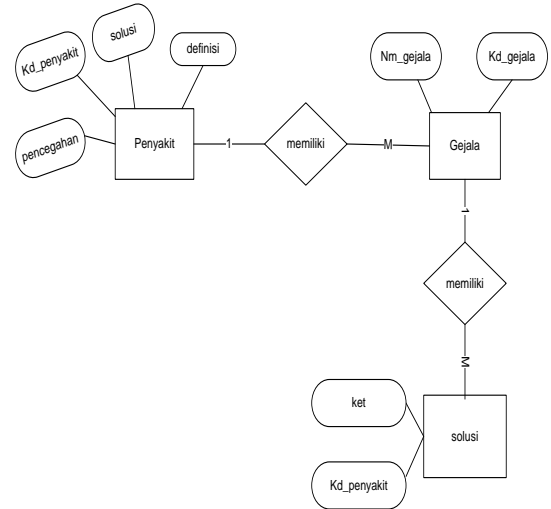 solusi
definisi
Kd_penyakit
pencegahan
Penyakit
1
memiliki
M
Nm_gejala
Kd_gejala
Gejala
1
memiliki
M
ket
solusi
Kd_penyakit